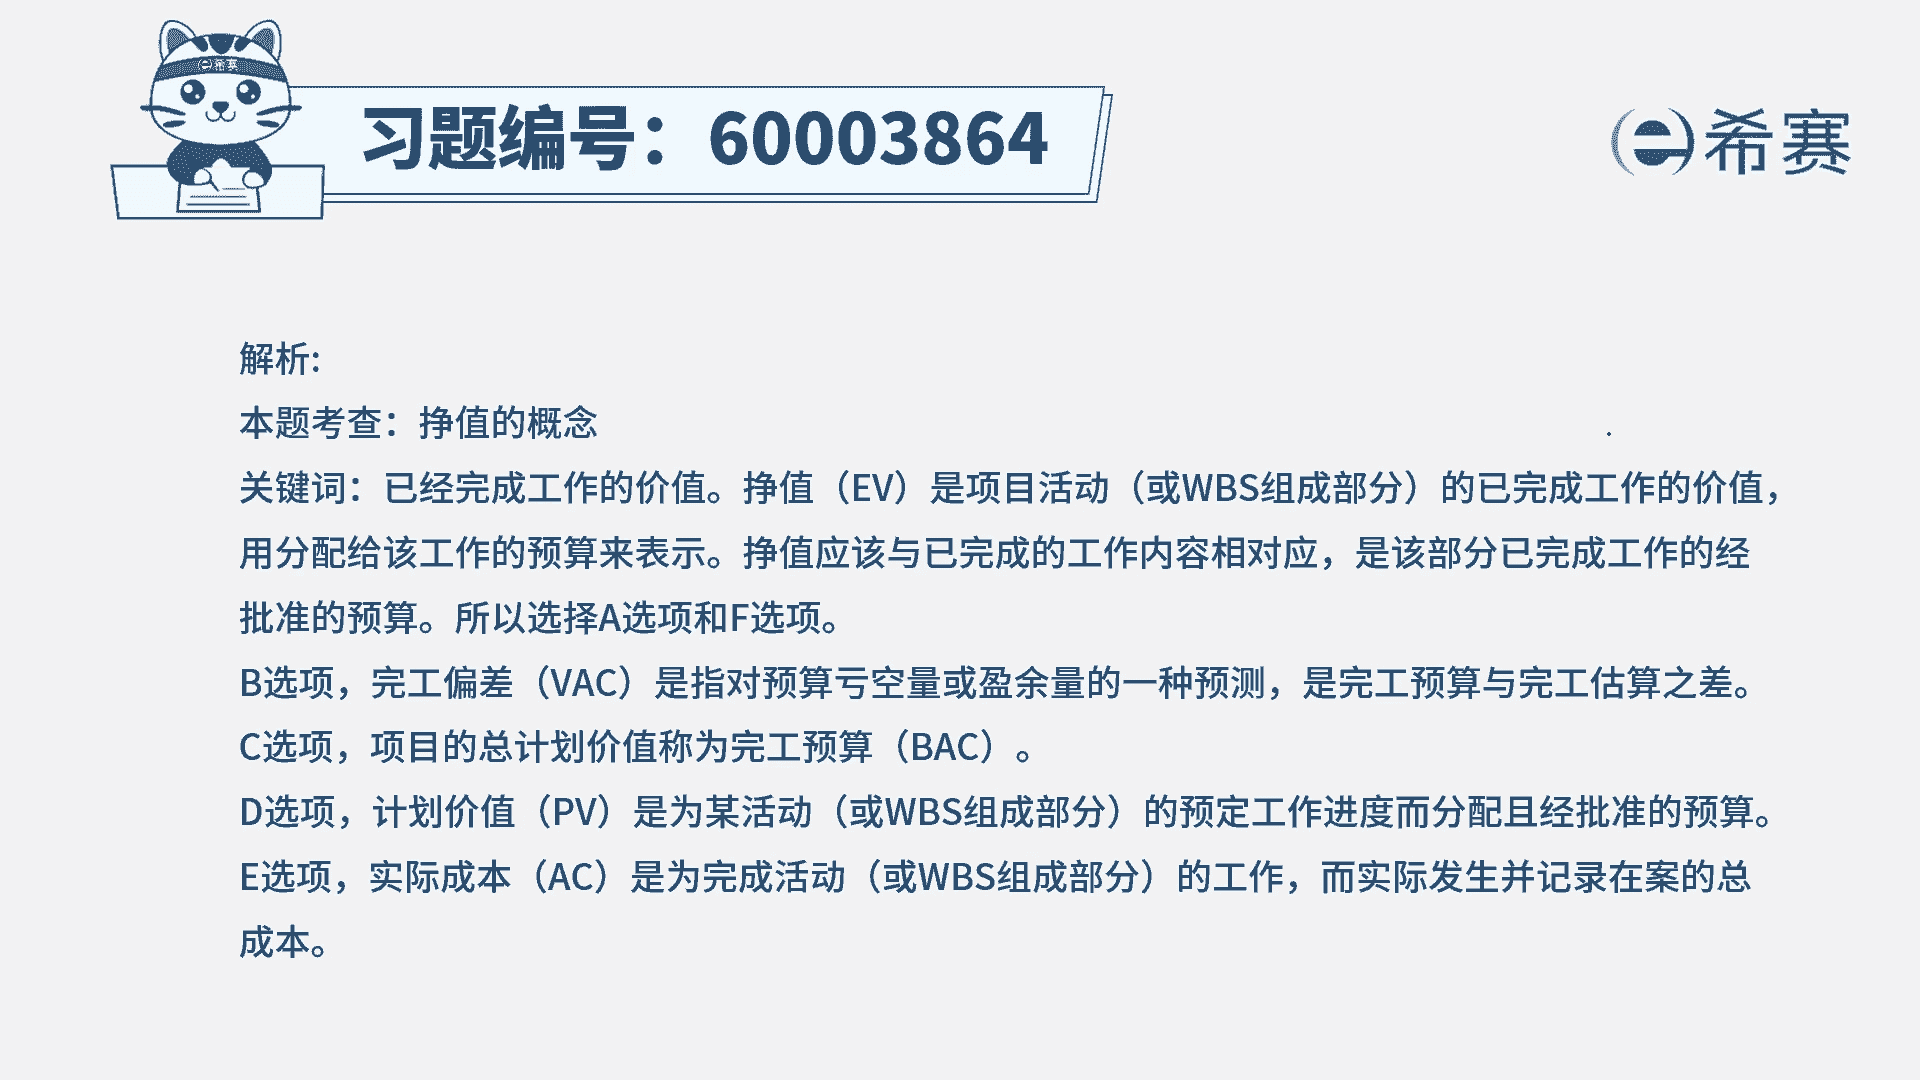 e希赛
习题编号：60003864
e希赛
解析:
本题考查：挣值的概念
关键词：已经完成工作的价值。挣值（EV）是项目活动（或WBS组成部分）的已完成工作的价值，
用分配给该工作的预算来表示。挣值应该与已完成的工作内容相对应，是该部分已完成工作的经
批准的预算。所以选择A选项和F选项。
B选项，完工偏差（VAC）是指对预算亏空量或盈余量的一种预测，是完工预算与完工估算之差。
C选项，项目的总计划价值称为完工预算（BAC）。
D选项，计划价值（PV）是为某活动（或WBS组成部分）的预定工作进度而分配且经批准的预算。
E选项，实际成本（AC）是为完成活动（或WBS组成部分）的工作，而实际发生并记录在案的总
成本。